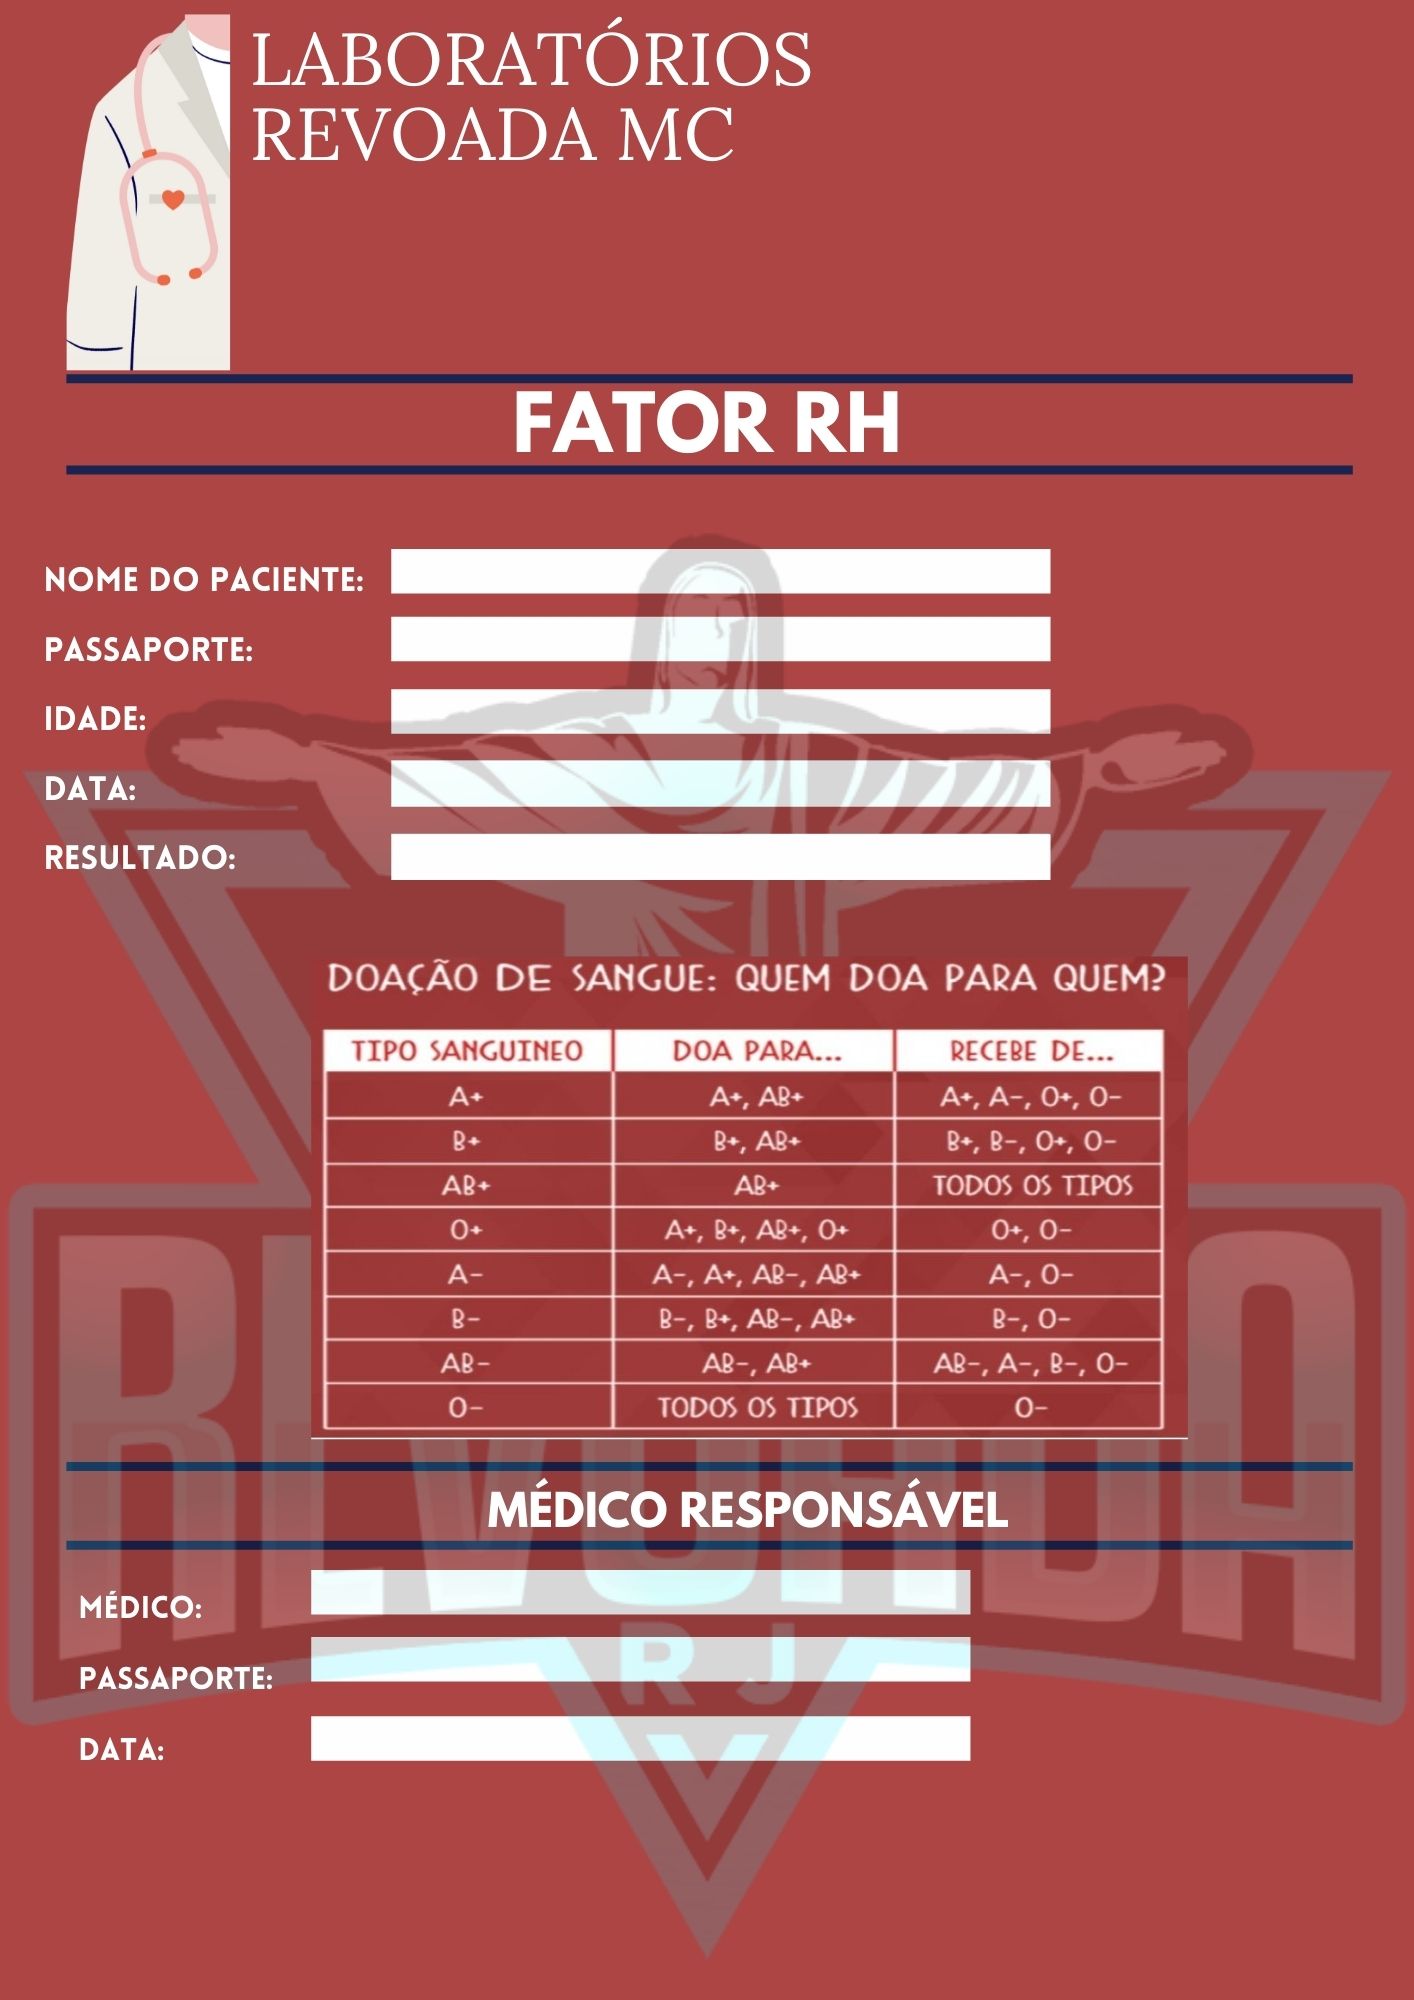 LABORATÓRIOS
REVOADA MC
FATOR RH
NOME DO PACIENTE:
PASSAPORTE:
IDADE:
DATA:
RESULTADO:
DOAÇÃO DE SANGUE: QUEM DOA PARA QUEM?
TIPO SANGUINEO DOA PARA... RECEBE DE...
A+ A+, AB+ A+, A-, O+, O-
B+ B+, AB+ B+, B-, O+, O-
AB+ AB+ TODOS OS TIPOS
O+ A+, B+, AB+, O+ O+, O-
A- A-, A+, AB-, AB+ A-, O-
B- B-, B+, AB-, AB+ B-, O-
AB- AB-, AB+ AB-, A-, B-, O-
O- TODOS OS TIPOS O-
REVOADA
MÉDICO RESPONSÁVEL
MÉDICO:
RJ
PASSAPORTE:
DATA: